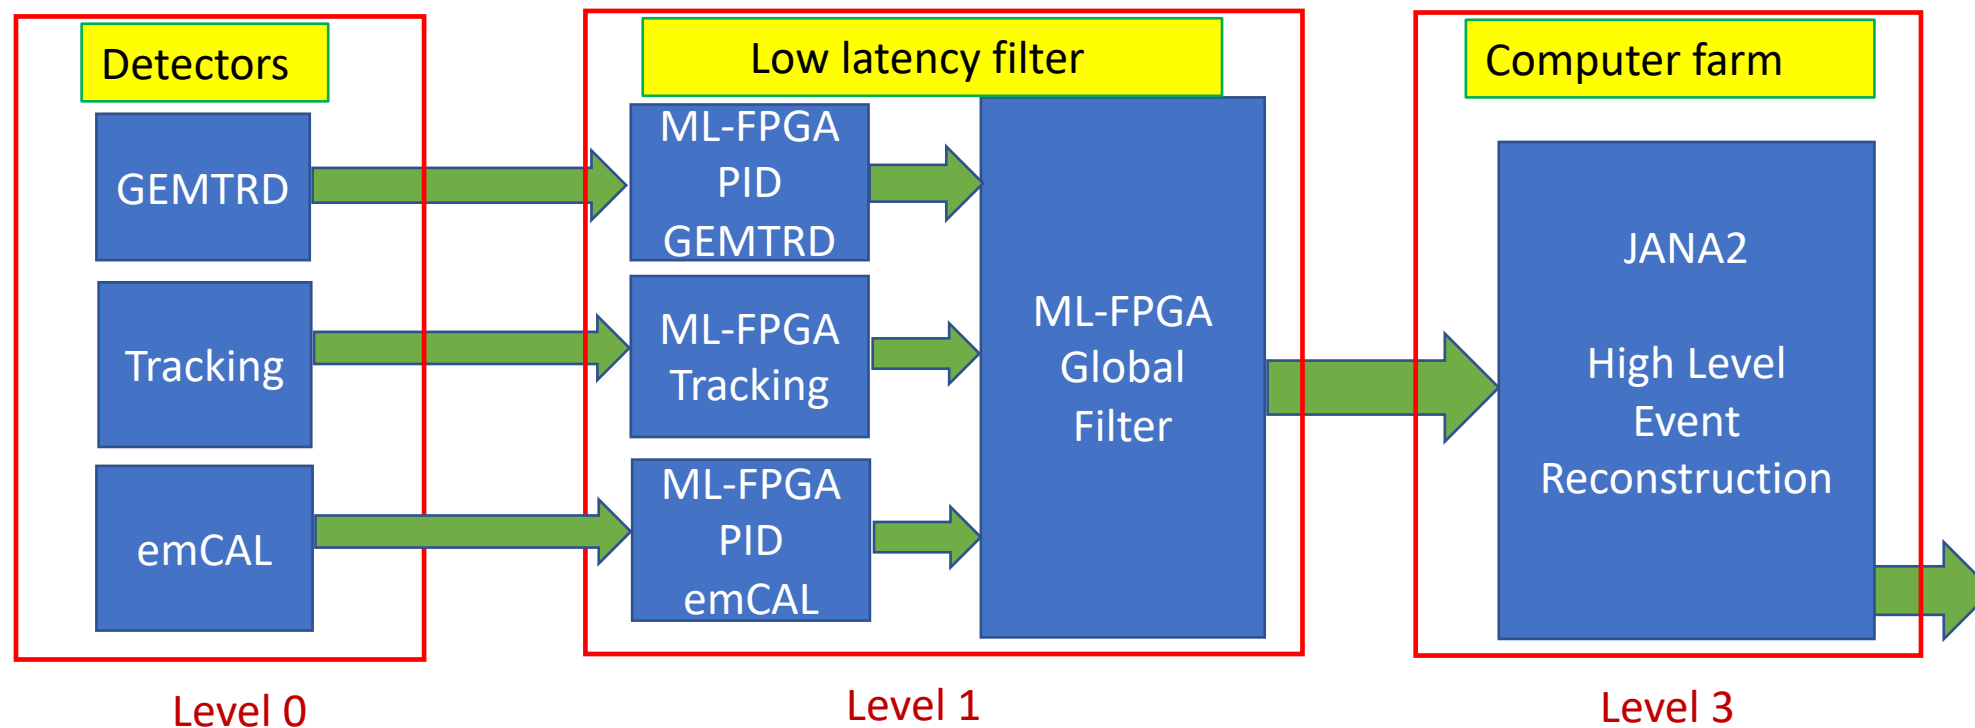 Detectors
GEMTRD
Tracking
emCAL
Level 0
Low latency filter
ML-FPGA
PID
GEMTRD
ML-FPGA
Tracking
ML-FPGA
PID
emCAL
ML-FPGA
Global
Filter
Level 1
Computer farm
JANA2
High Level
Event
Reconstruction
Level 3